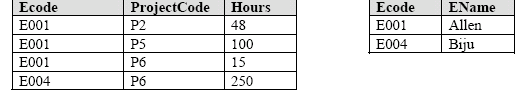 Ecode ProjectCode Hours
E001 P2 48
E001 P5 100
E001 P6 15
E004 P6 250
Ecode EName
E001 Allen
E004 Biju